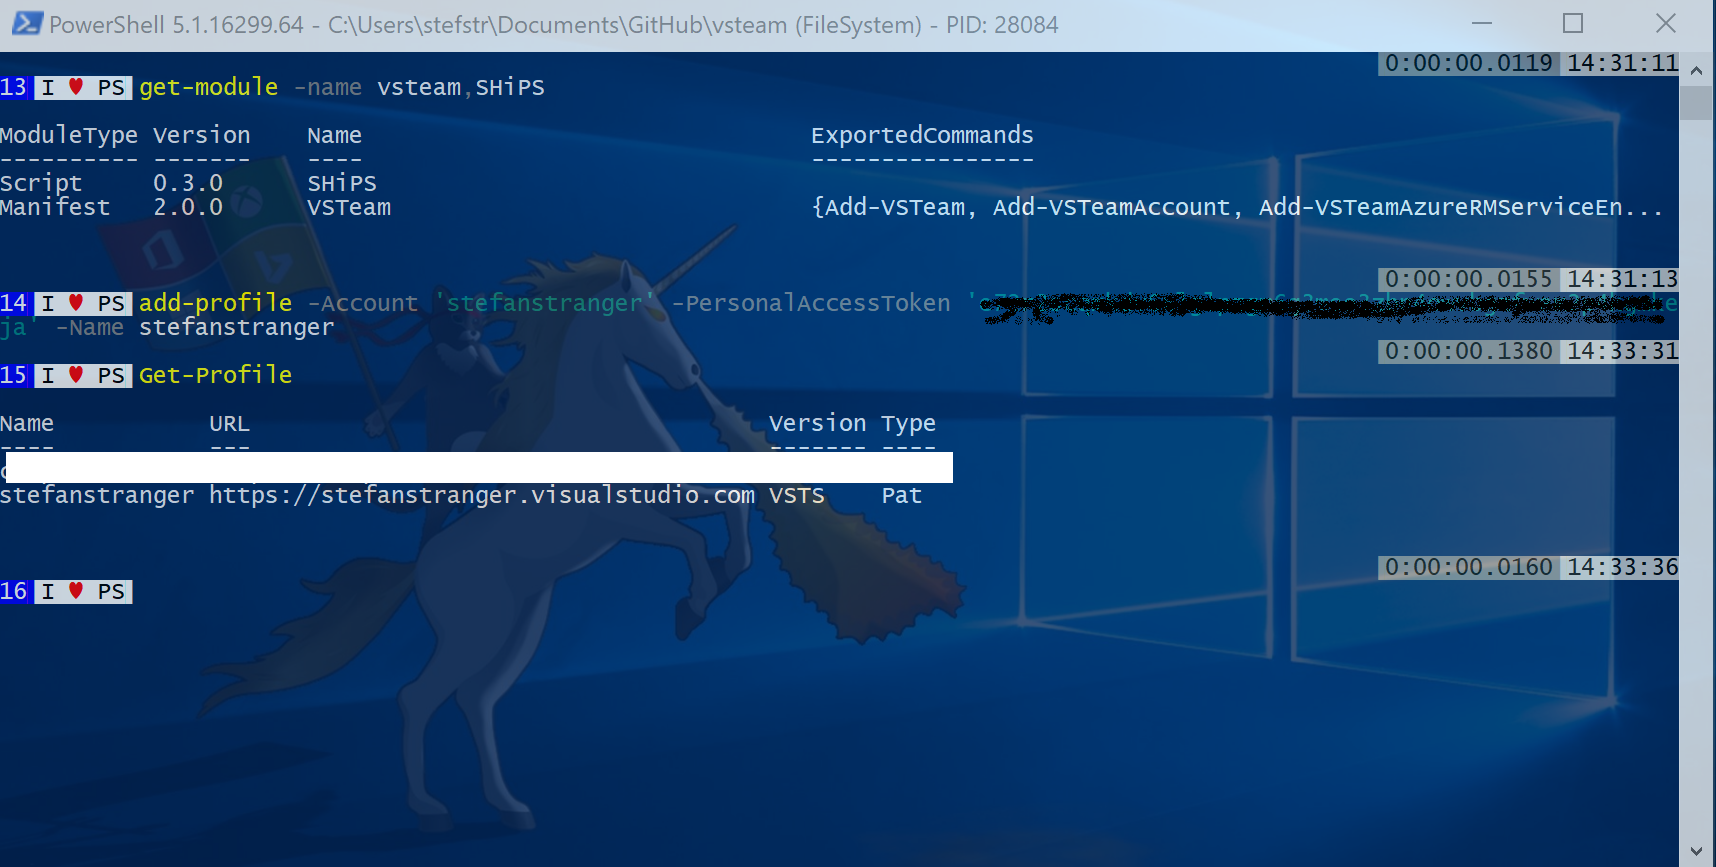 PowerShell 5.1.16299.64 - C:\Users\stefstr\Documents\GitHub\vsteam (FileSystem) - PID: 28084
0:00:00.0119 14:31:11
13 I ♥ PS get-module -name vsteam,SHiPS
ModuleType Version Name ExportedCommands
---------- ------- ---- ----------------
Script 0.3.0 SHiPS
Manifest 2.0.0 VSTeam {Add-VSTeam, Add-VSTeamAccount, Add-VSTeamAzureRMServiceEn...
0:00:00.0155 14:31:13
14 I ♥ PS add-profile -Account 'stefanstranger' -PersonalAccessToken '
ja' -Name stefanstranger
0:00:00.1380 14:33:31
15 I ♥ PS Get-Profile
Name URL Version Type
---- --- ------- ----
stefanstranger https://stefanstranger.visualstudio.com VSTS Pat
0:00:00.0160 14:33:36
16 I ♥ PS